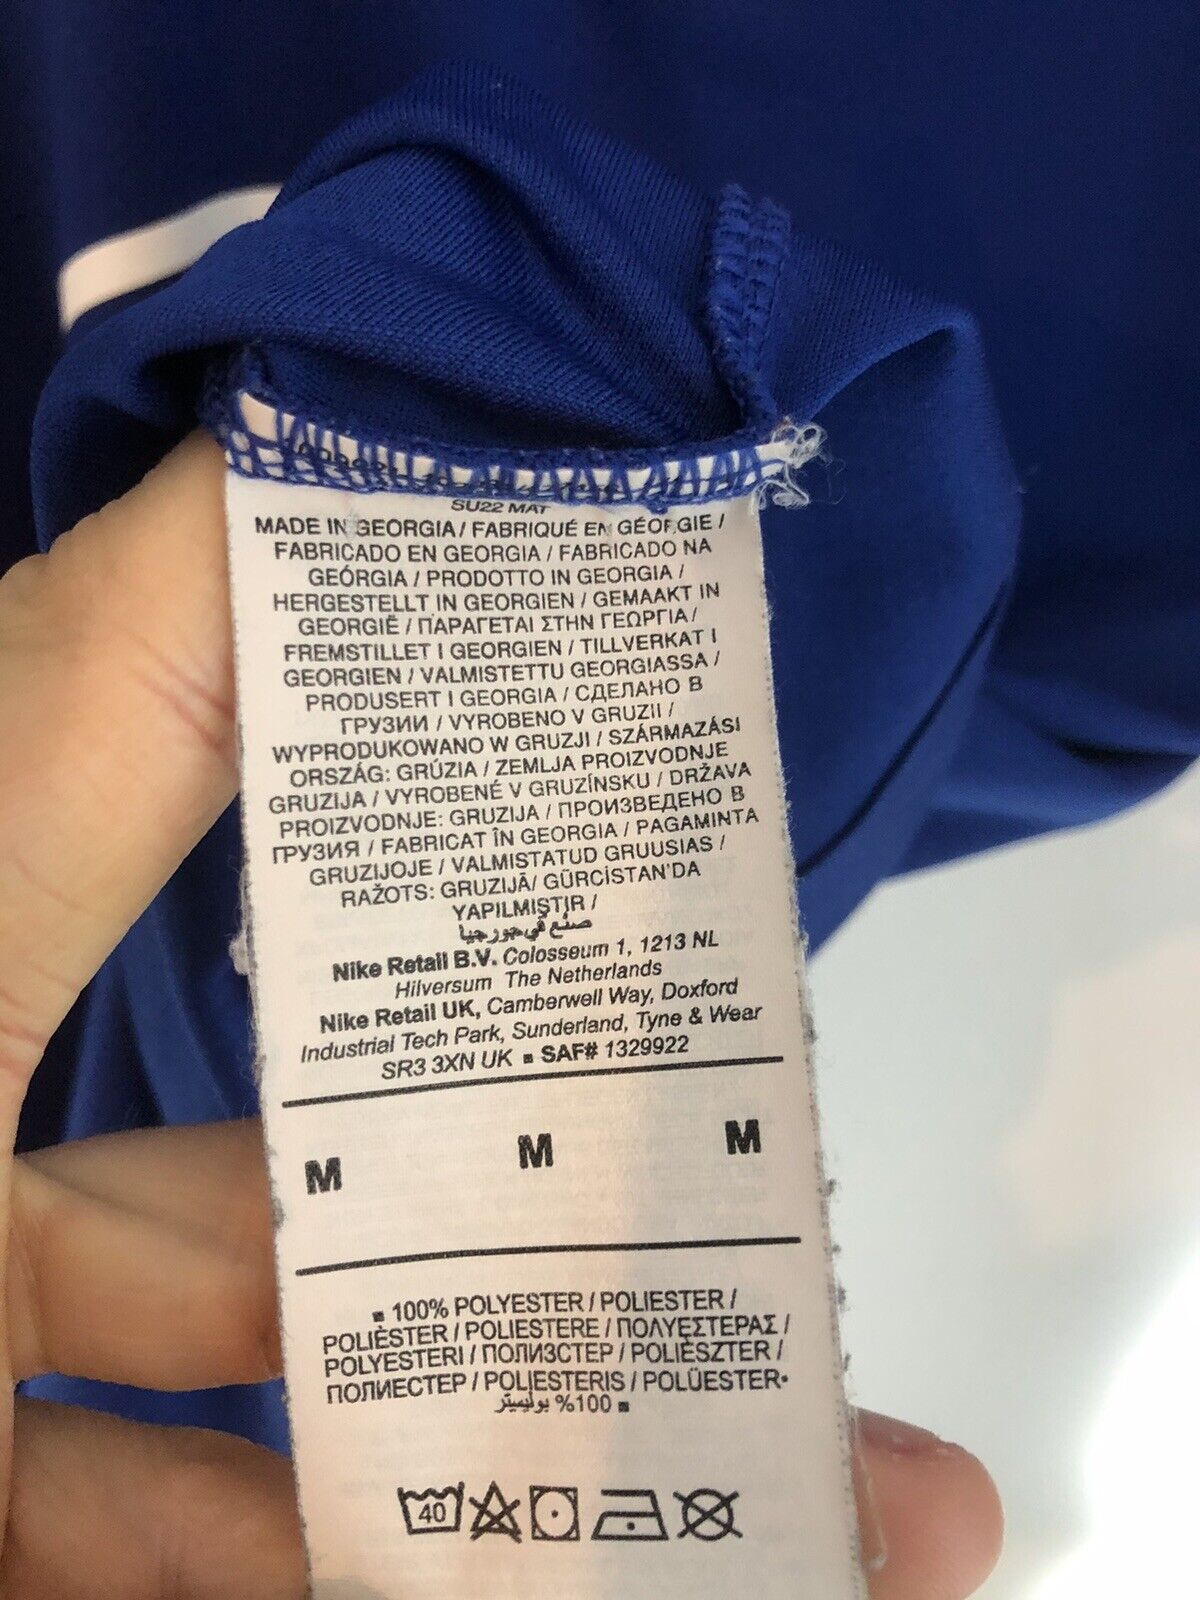 SU22 MAT
MADE IN GEORGIA / FABRIQUÉ EN GÉORGIE /
FABRICADO EN GEORGIA / FABRICADO NA
GEÓRGIA / PRODOTTO IN GEORGIA /
HERGESTELLT IN GEORGIEN / GEMAAKT IN
GEORGIË / ΠΑΡΑΓΕΤΑΙ ΣΤΗΝ ΓΕΩΡΓΙΑ /
FREMSTILLET I GEORGIEN / TILLVERKAT I
GEORGIEN / VALMISTETTU GEORGIASSA /
PRODUSERT I GEORGIA / СДЕЛАНО В
ГРУЗИИ / VYROBENO V GRUZII /
WYPRODUKOWANO W GRUZJI / SZÁRMAZÁSI
ORSZÁG: GRÚZIA / ZEMLJA PROIZVODNJE
GRUZIJA / VYROBENÉ V GRUZÍNSKU / DRŽAVA
PROIZVODNJE: GRUZIJA / ПРОИЗВЕДЕНО В
ГРУЗИЯ / FABRICAT ÎN GEORGIA / PAGAMINTA
GRUZIJOJE / VALMISTATUD GRUUSIAS /
RAŽOTS: GRUZIJĀ/ GÜRCİSTAN'DA
YAPILMIŞTIR /
صنع في جورجيا
Nike Retail B.V. Colosseum 1, 1213 NL
Hilversum The Netherlands
Nike Retail UK, Camberwell Way, Doxford
Industrial Tech Park, Sunderland, Tyne & Wear
SR3 3XN UK ▪ SAF# 1329922
M M M
▪ 100% POLYESTER / POLIESTER /
POLIÉSTER / POLIESTERE / ΠΟΛΥΕΣΤΕΡΑΣ /
POLYESTERI / ПОЛИЭСТЕР / POLIÉSZTER /
ПОЛИЕСТЕР / POLIESTERIS / POLÜESTER▪
100% بوليستر ▪
40